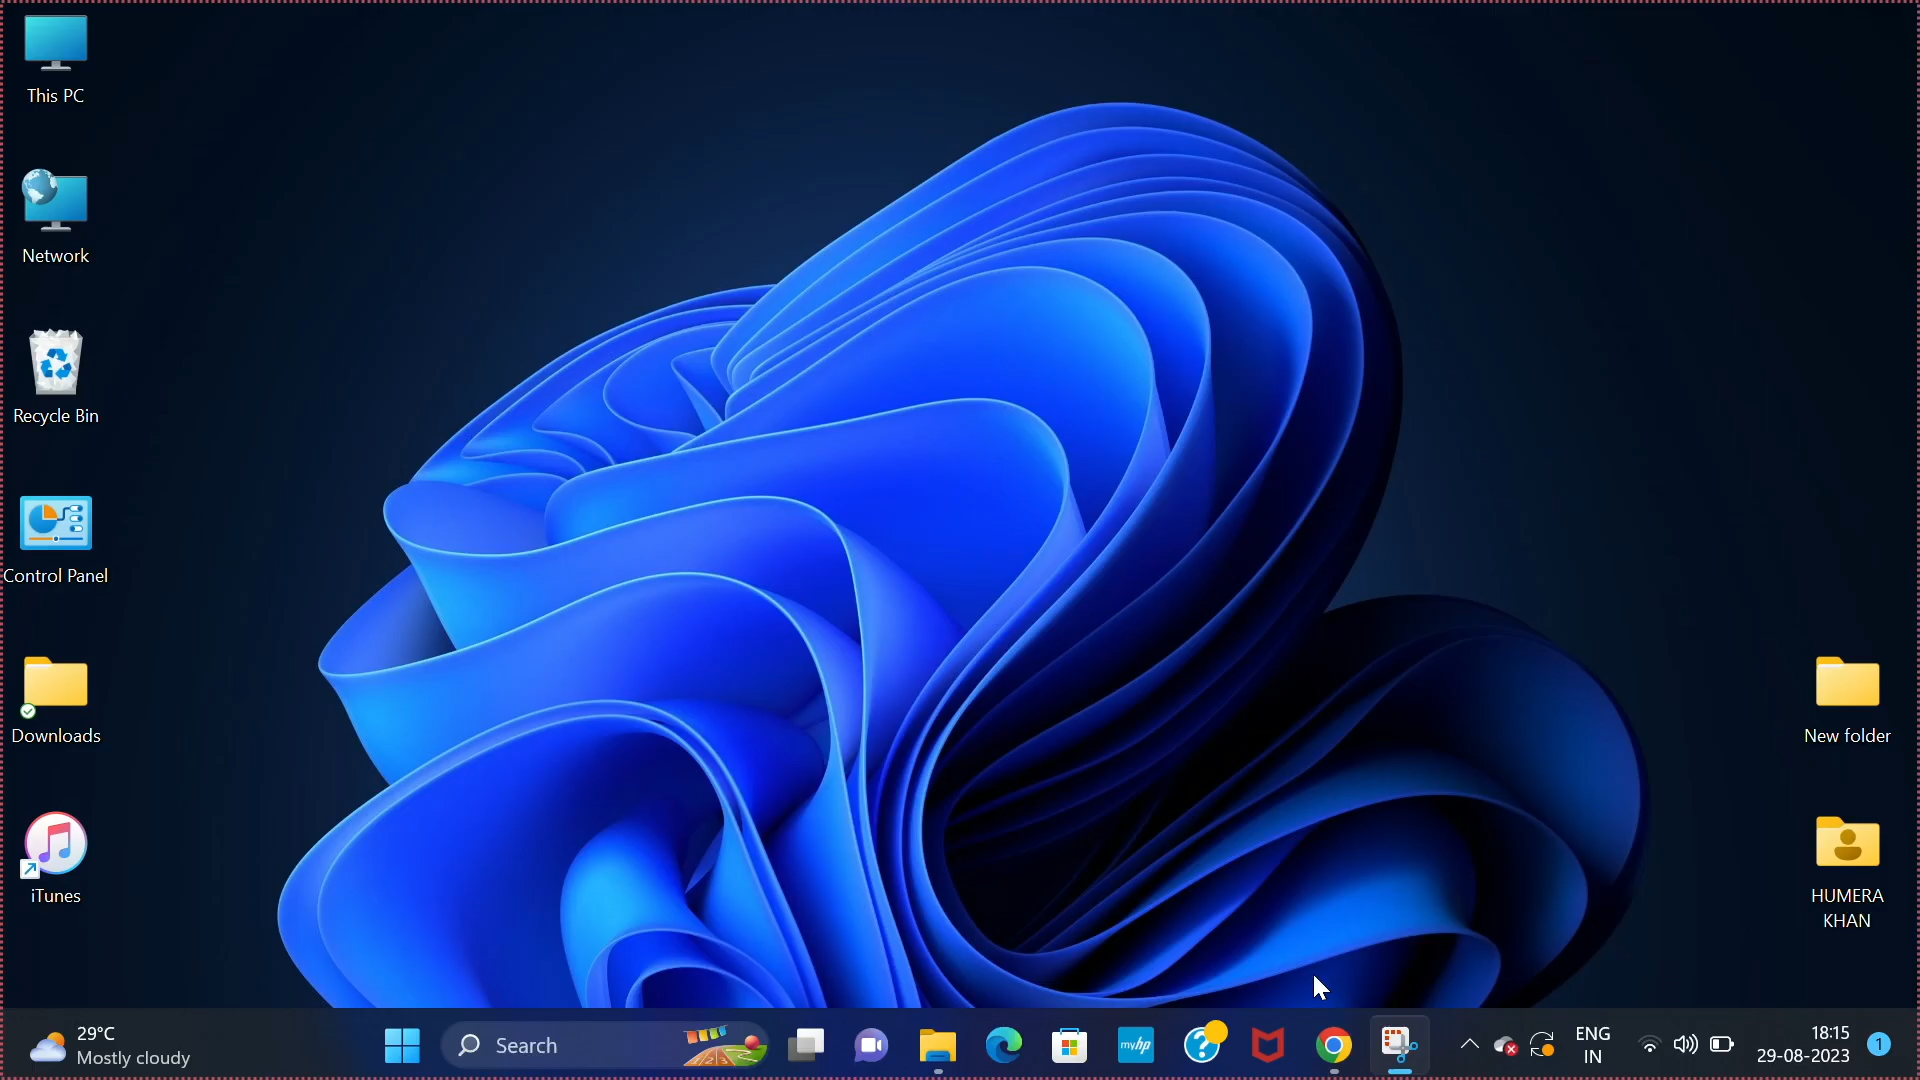 This PC
Network
Recycle Bin
Control Panel
Downloads
iTunes
New folder
HUMERA
KHAN
29°C
Mostly cloudy
Search
myhp
ENG
IN
18:15
29-08-2023
1